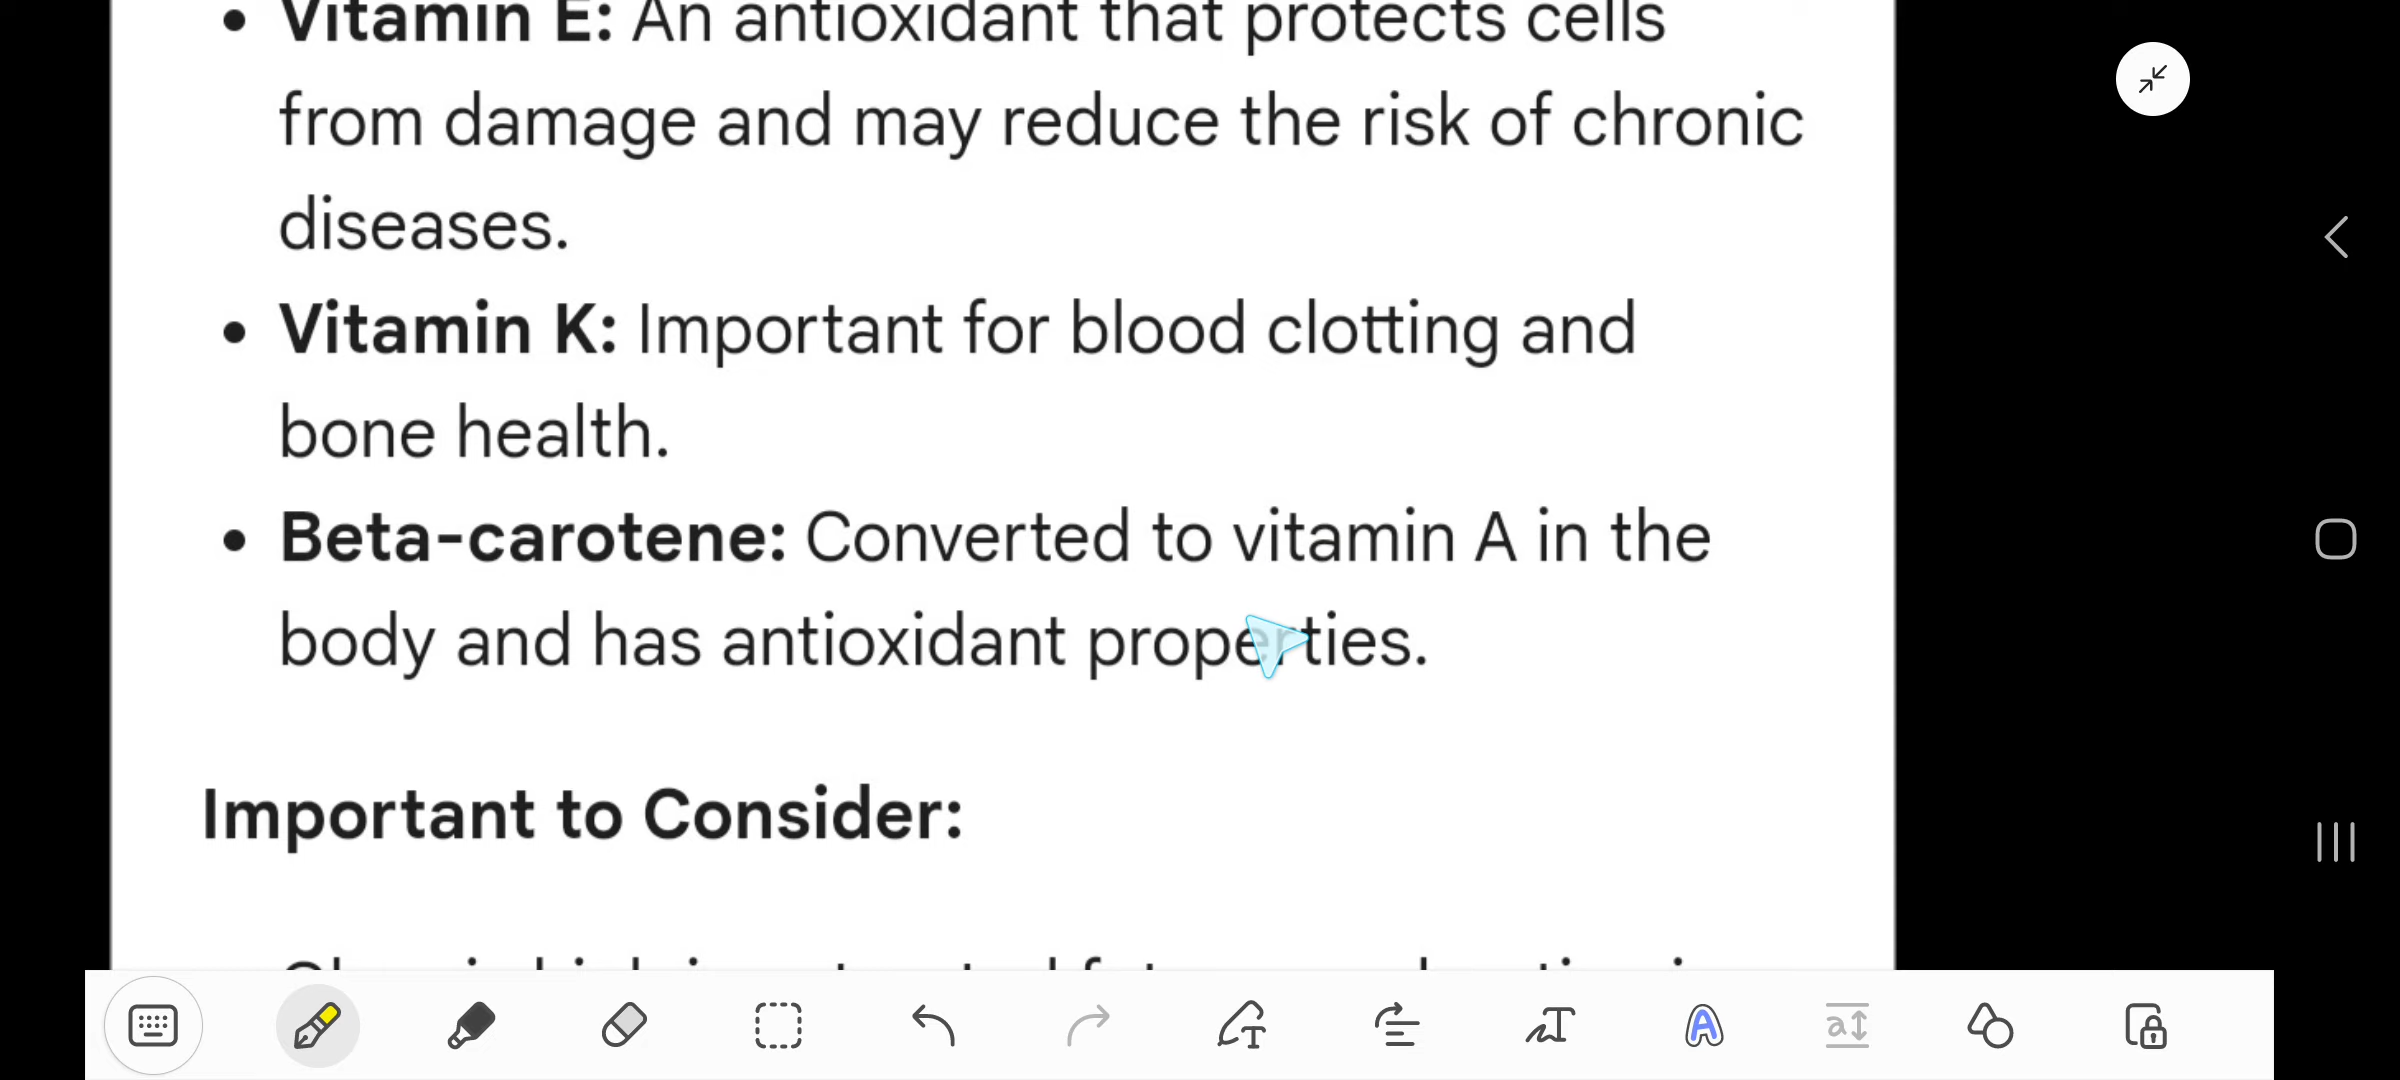 • Vitamin E: An antioxidant that protects cells
from damage and may reduce the risk of chronic
diseases.
• Vitamin K: Important for blood clotting and
bone health.
• Beta-carotene: Converted to vitamin A in the
body and has antioxidant properties.
Important to Consider: